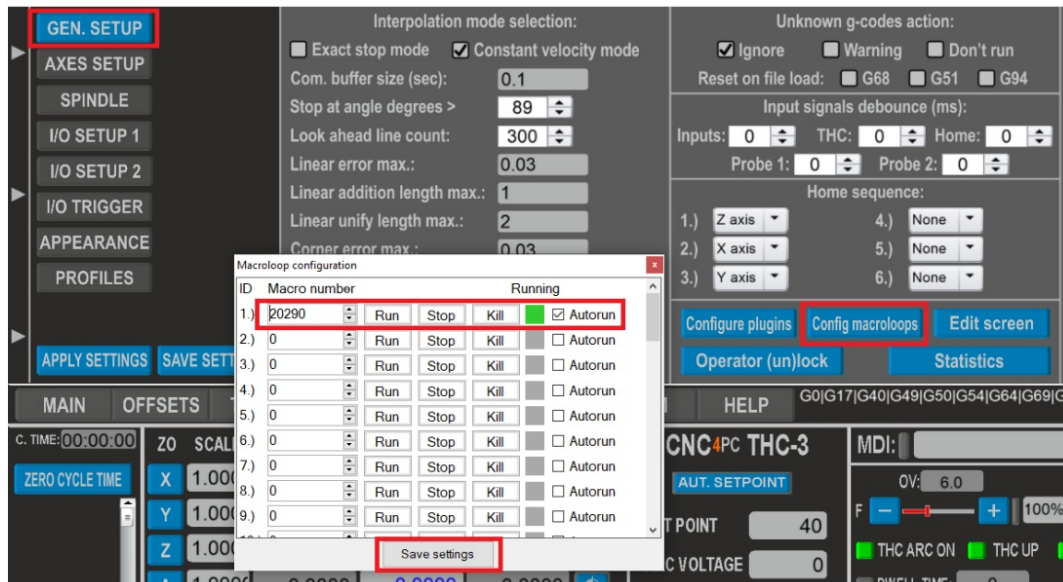 GEN. SETUP
AXES SETUP
SPINDLE
I/O SETUP 1
I/O SETUP 2
I/O TRIGGER
APPEARANCE
PROFILES
APPLY SETTINGS
Interpolation mode selection:
Exact stop mode Constant velocity mode
Com. buffer size (sec): 0.1
Stop at angle degrees > 89
Look ahead line count: 300
Linear error max.: 0.03
Linear addition length max.: 1
Linear unify length max.: 2
Corner error max.: 0.03
Unknown g-codes action:
Ignore Warning Don't run
Reset on file load: G68 G51 G94
Input signals debounce (ms):
Inputs: 0 THC: 0 Home: 0
Probe 1: 0 Probe 2: 0
Home sequence:
1.) Z axis 4.) None
2.) X axis 5.) None
3.) Y axis 6.) None
Configure plugins Config macroloops Edit screen
Operator (un)lock Statistics
Macroloop configuration x
ID Macro number Running
1.) 20290 Run Stop Kill Autorun
2.) 0 Run Stop Kill Autorun
3.) 0 Run Stop Kill Autorun
4.) 0 Run Stop Kill Autorun
5.) 0 Run Stop Kill Autorun
6.) 0 Run Stop Kill Autorun
7.) 0 Run Stop Kill Autorun
8.) 0 Run Stop Kill Autorun
9.) 0 Run Stop Kill Autorun
Save settings
MAIN OFFSETS HELP G0|G17|G40|G49|G50|G54|G64|G69|G
C. TIME: 00:00:00 Z0
ZERO CYCLE TIME X 1.000
Y 1.000
Z 1.000
CNC4PC THC-3 MDI:
AUT. SETPOINT OV: 6.0
F - + 100%
POINT 40
THC ARC ON THC UP
VOLTAGE 0